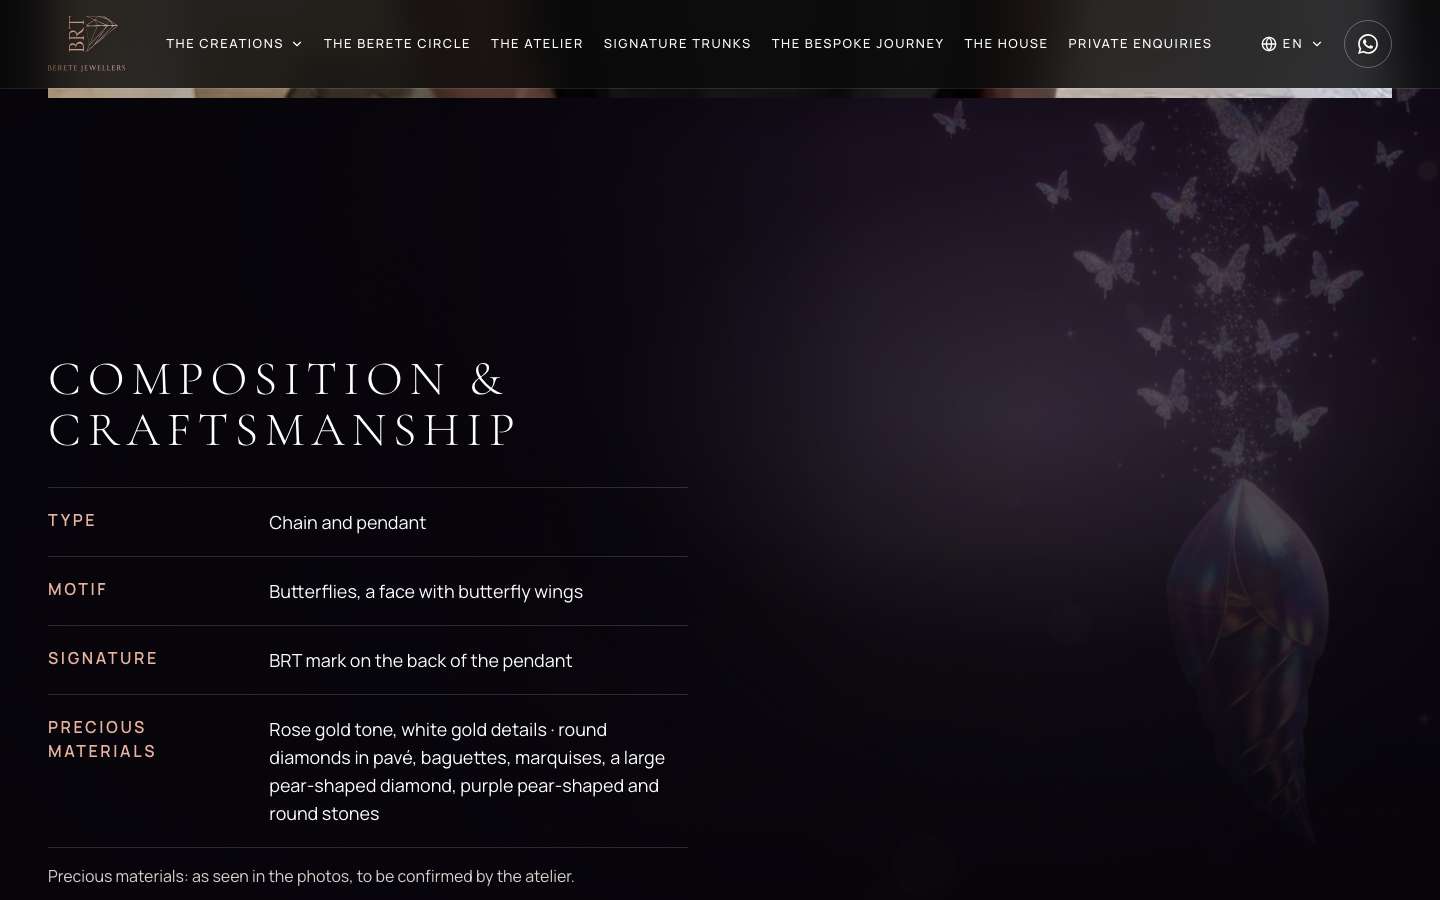 BRT
BERETE JEWELLERS
THE CREATIONS
THE BERETE CIRCLE
THE ATELIER
SIGNATURE TRUNKS
THE BESPOKE JOURNEY
THE HOUSE
PRIVATE ENQUIRIES
EN
COMPOSITION &
CRAFTSMANSHIP
TYPE
Chain and pendant
MOTIF
Butterflies, a face with butterfly wings
SIGNATURE
BRT mark on the back of the pendant
PRECIOUS
MATERIALS
Rose gold tone, white gold details · round
diamonds in pavé, baguettes, marquises, a large
pear-shaped diamond, purple pear-shaped and
round stones
Precious materials: as seen in the photos, to be confirmed by the atelier.